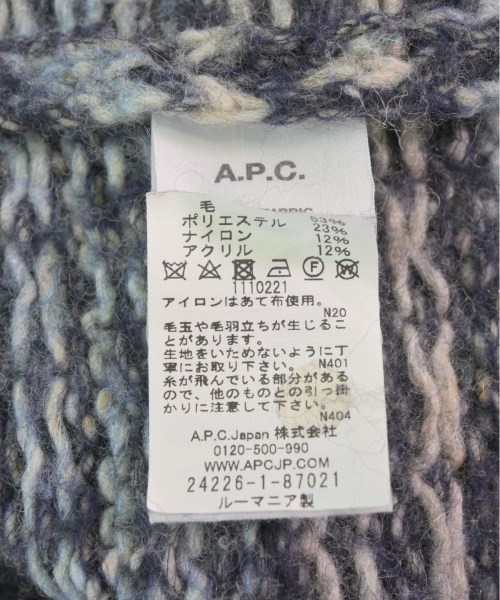 A.P.C.
毛 53%
ポリエステル 23%
ナイロン 12%
アクリル 12%
1110221
アイロンはあて布使用。
N20
毛玉や毛羽立ちが生じるこ
とがあります。
生地をいためないように丁
寧にお取り下さい。 N401
糸が飛んでいる部分がある
ので、他のものとの引っ掛
かりに注意して下さい。
N404
A.P.C.Japan 株式会社
0120-500-990
WWW.APCJP.COM
24226-1-87021
ルーマニア製